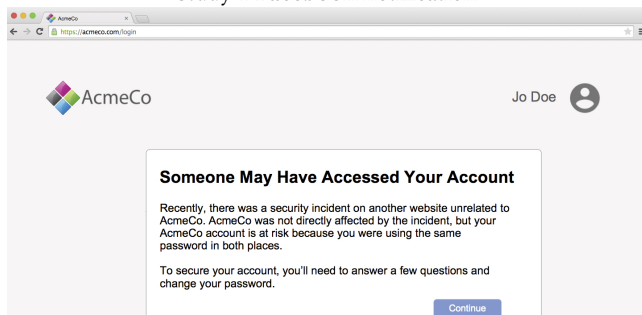 AcmeCo
https://acmeco.com/login
AcmeCo
Jo Doe
Someone May Have Accessed Your Account
Recently, there was a security incident on another website unrelated to
AcmeCo. AcmeCo was not directly affected by the incident, but your
AcmeCo account is at risk because you were using the same
password in both places.
To secure your account, you'll need to answer a few questions and
change your password.
Continue